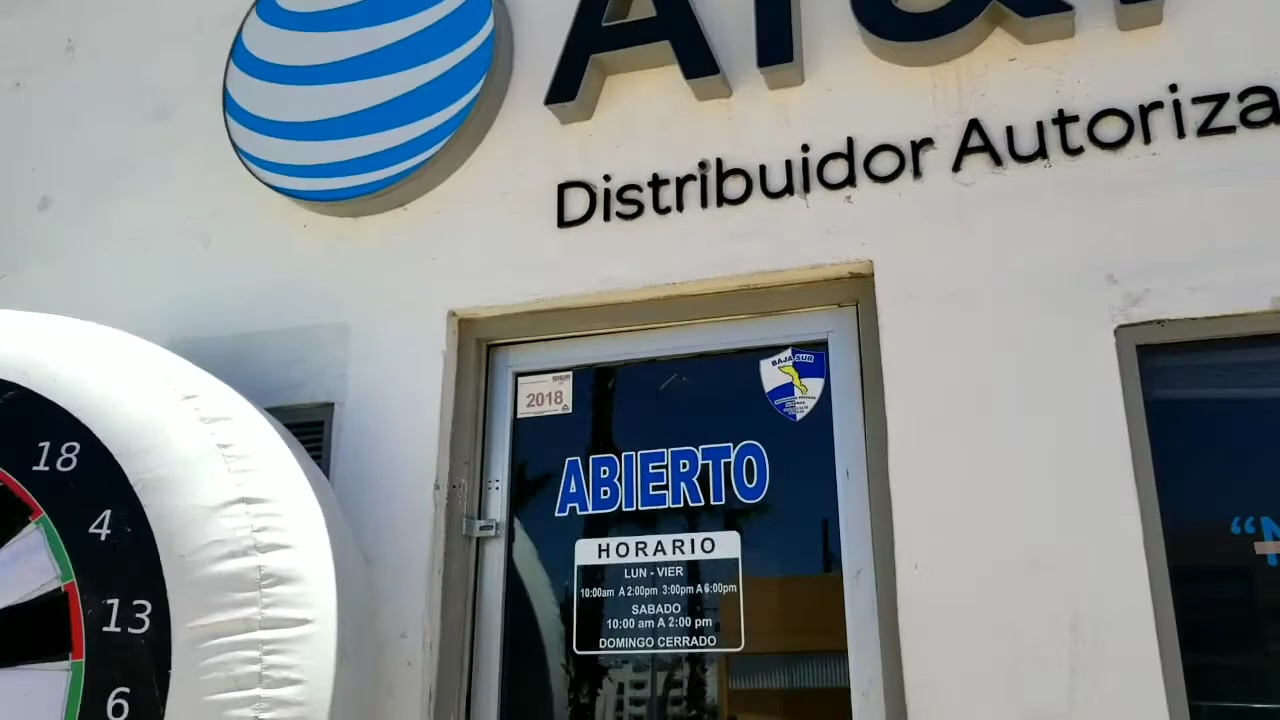 AT&T
Distribuidor Autoriza
2018
BAJA SUR
ABIERTO
HORARIO
LUN - VIER
10:00am A 2:00pm 3:00pm A 6:00pm
SABADO
10:00 am A 2:00 pm
DOMINGO CERRADO
18
4
13
6